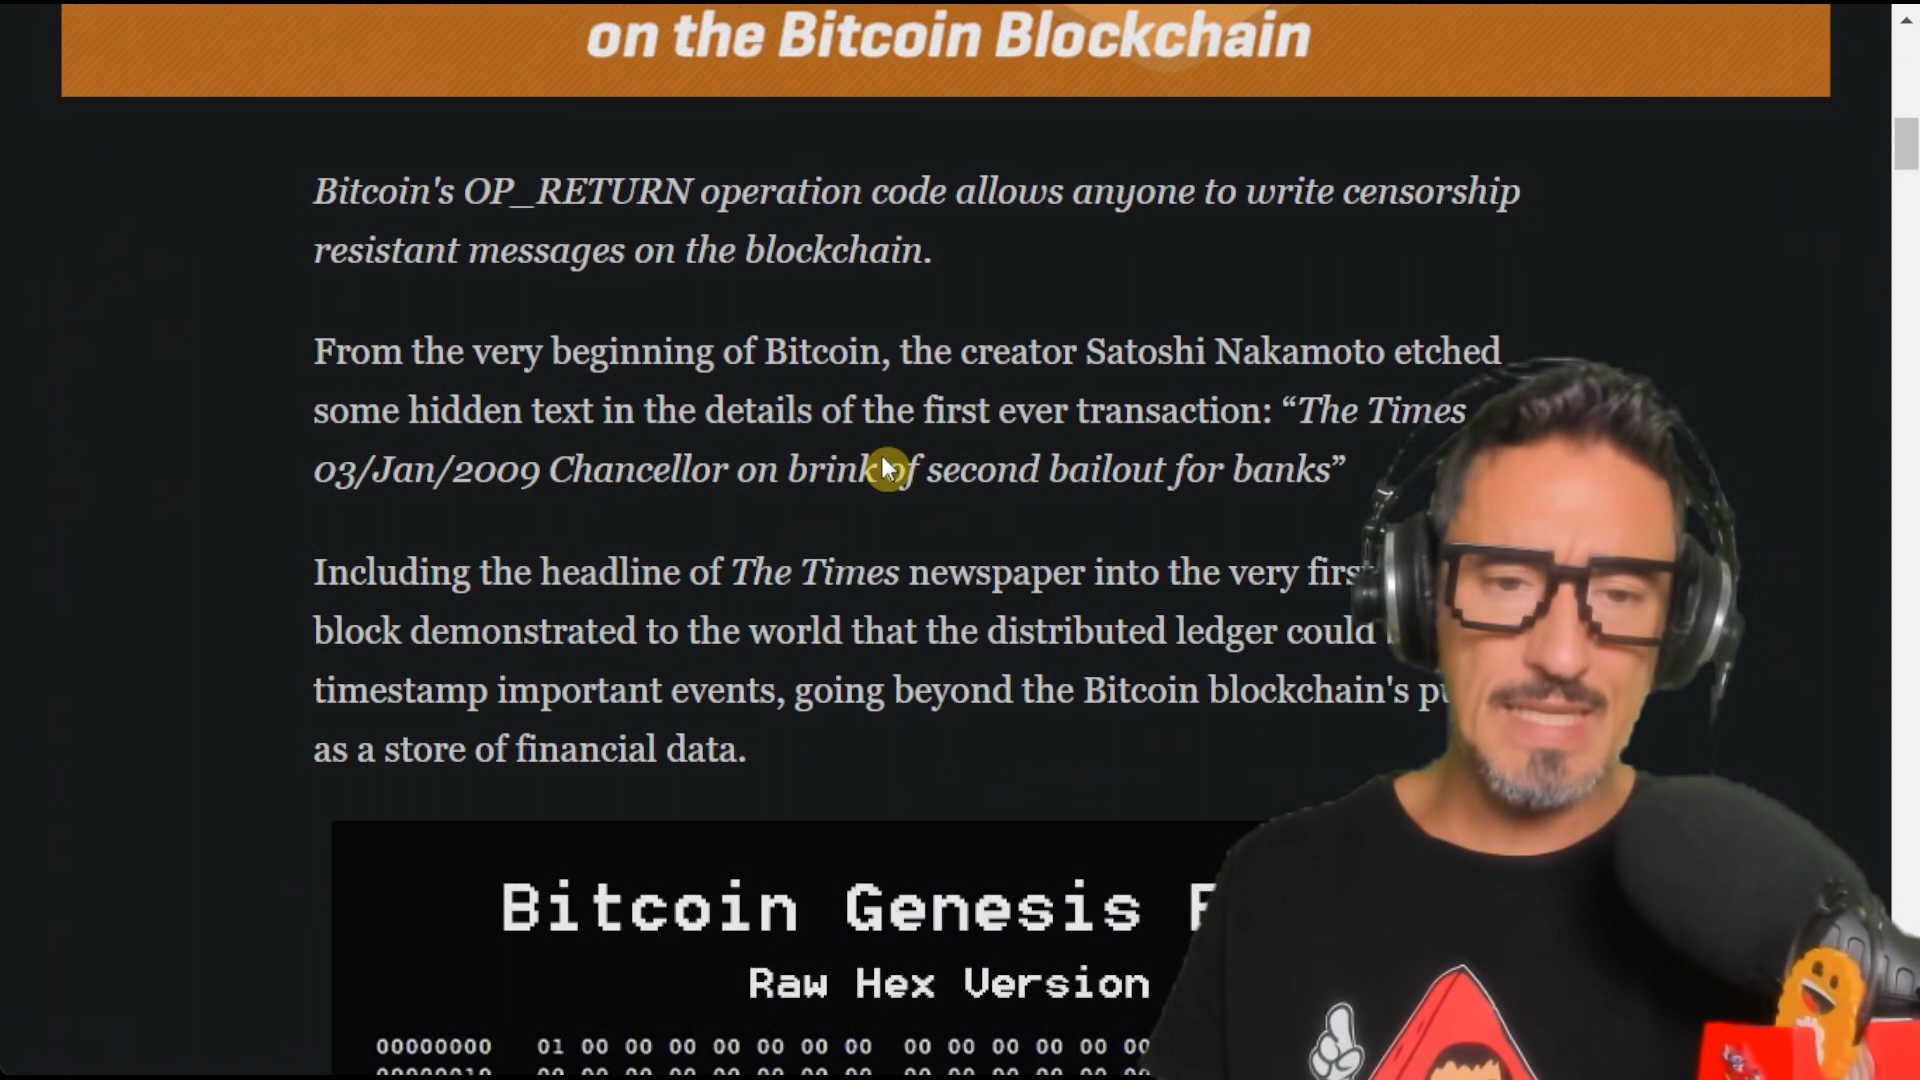 on the Bitcoin Blockchain
Bitcoin's OP_RETURN operation code allows anyone to write censorship
resistant messages on the blockchain.
From the very beginning of Bitcoin, the creator Satoshi Nakamoto etched
some hidden text in the details of the first ever transaction: “The Times
03/Jan/2009 Chancellor on brink of second bailout for banks”
Including the headline of The Times newspaper into the very first
block demonstrated to the world that the distributed ledger could
timestamp important events, going beyond the Bitcoin blockchain's
as a store of financial data.
Bitcoin Genesis
Raw Hex Version
00000000 01 00 00 00 00 00 00 00 00 00 00 00 00 00